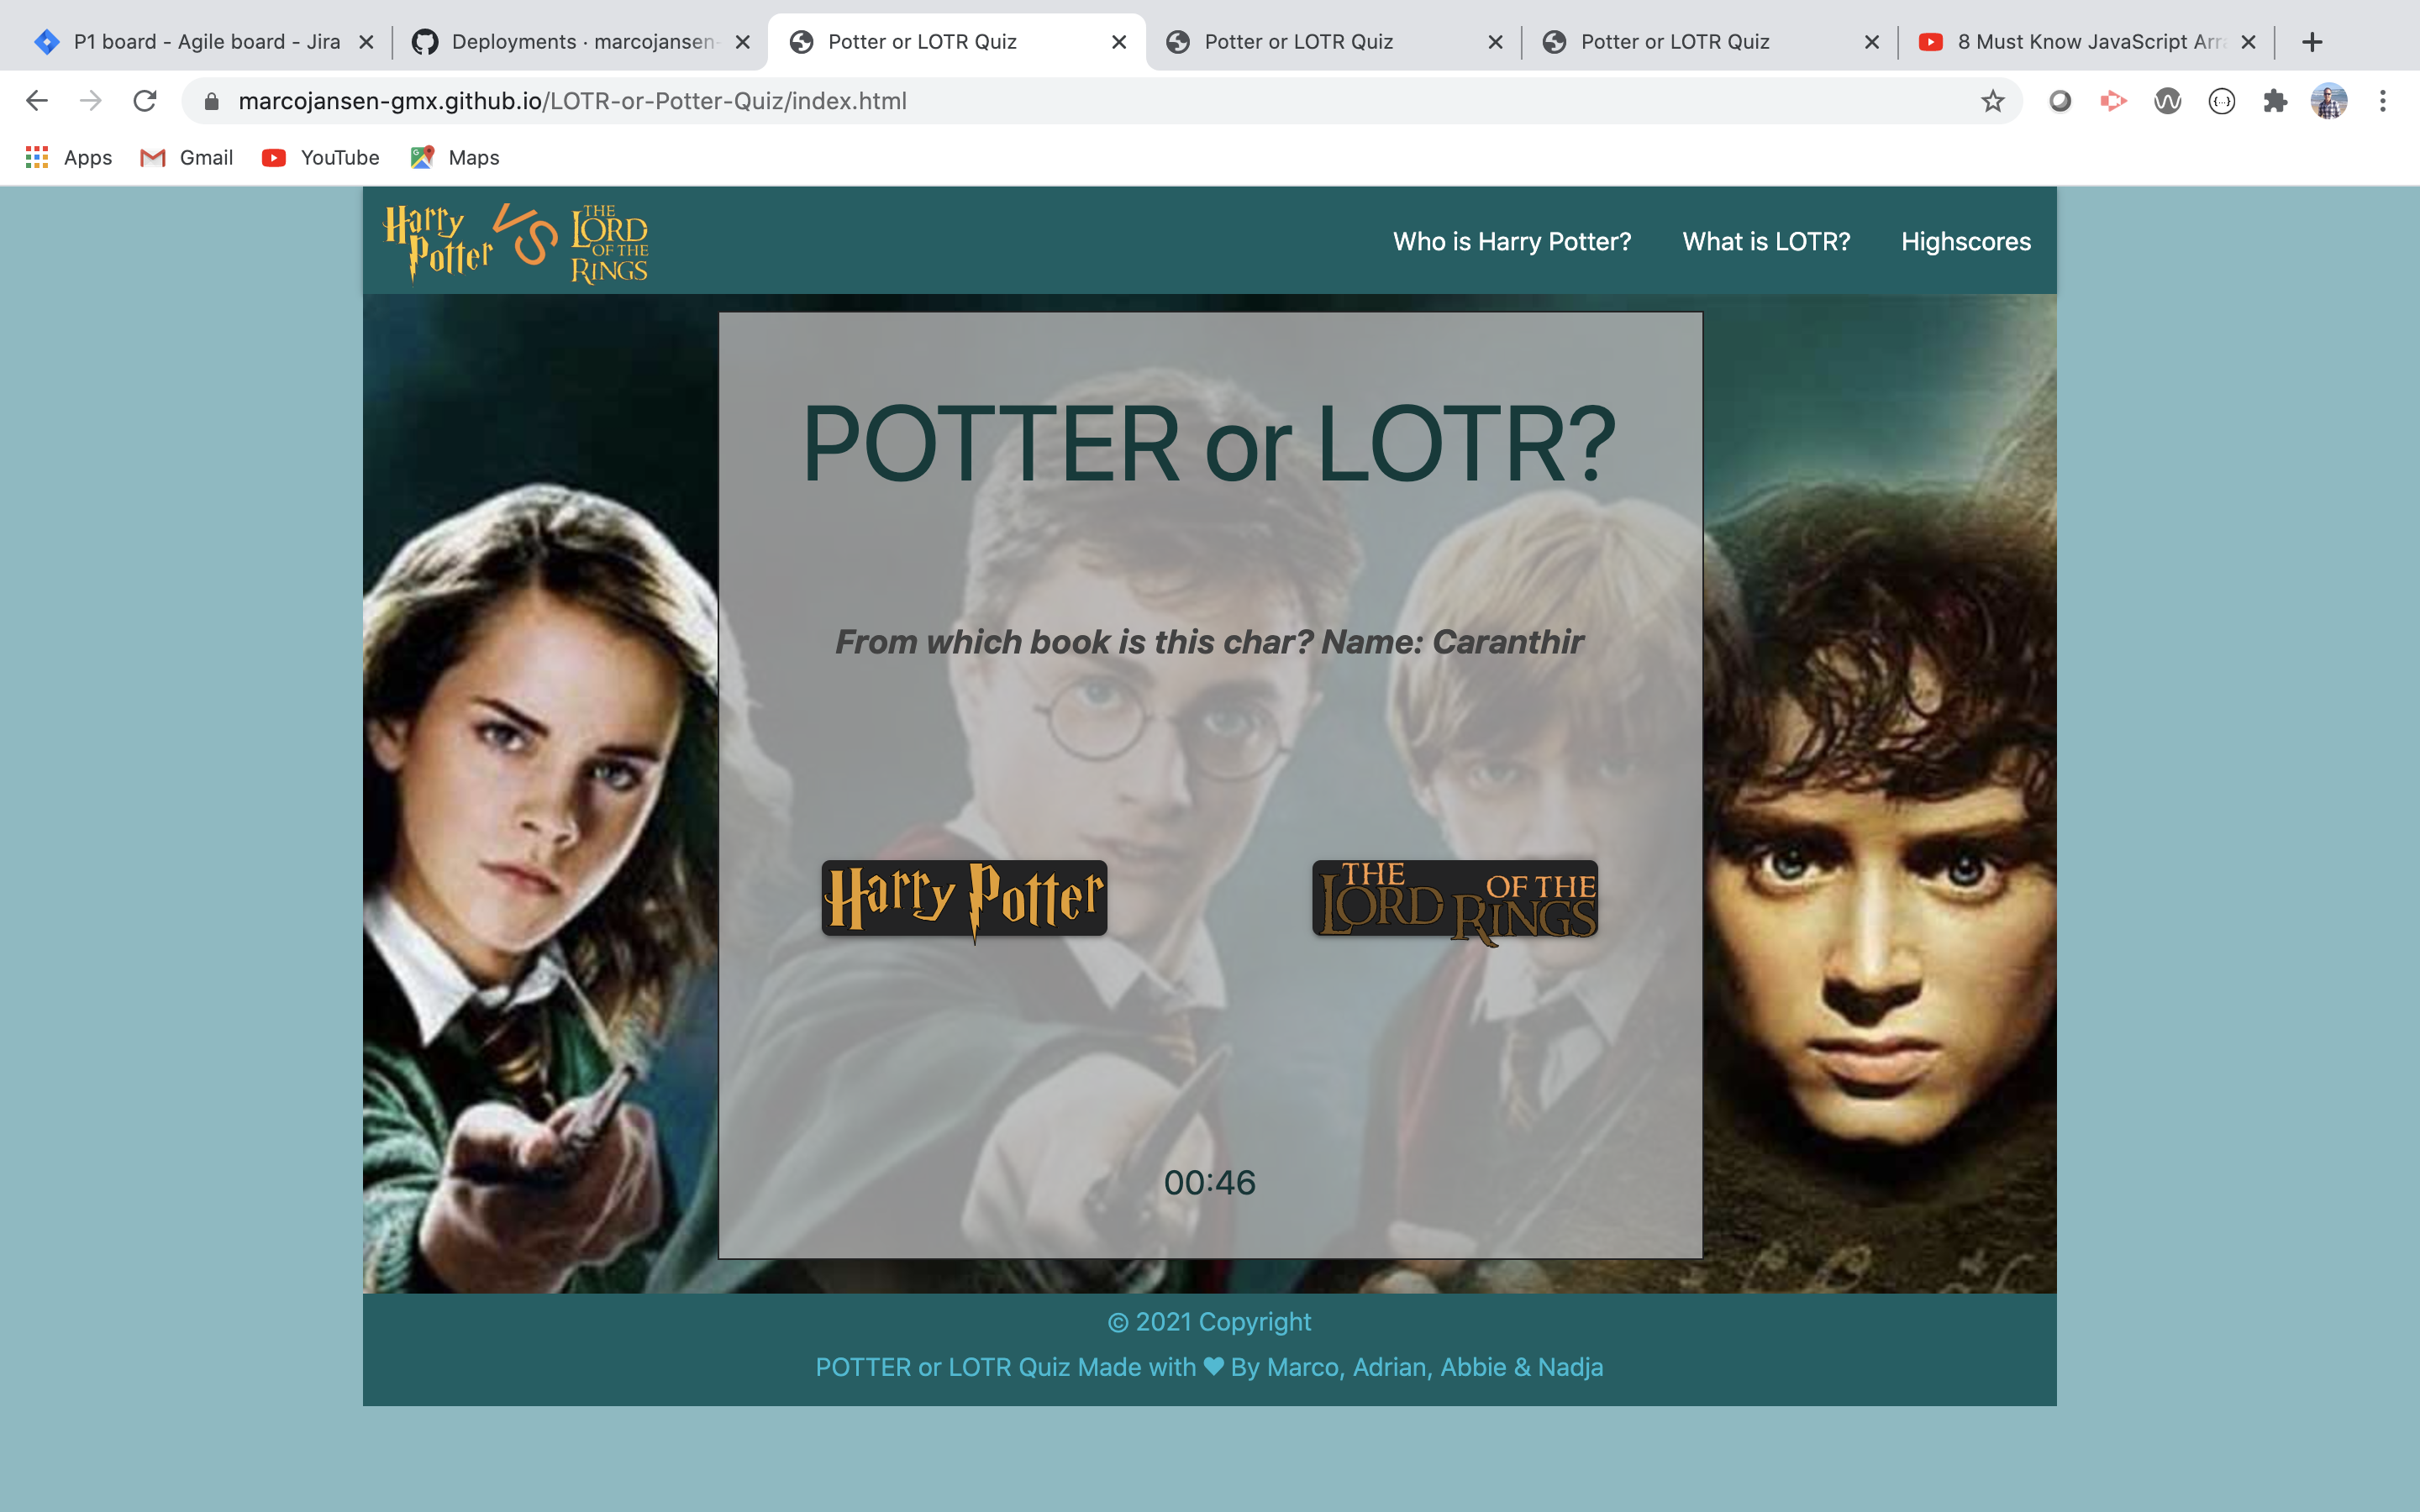 P1 board - Agile board - Jira
Deployments · marcojansen-
Potter or LOTR Quiz
Potter or LOTR Quiz
Potter or LOTR Quiz
8 Must Know JavaScript Arra
marcojansen-gmx.github.io/LOTR-or-Potter-Quiz/index.html
Apps
Gmail
YouTube
Maps
Harry Potter VS THE LORD OF THE RINGS
Who is Harry Potter?
What is LOTR?
Highscores
POTTER or LOTR?
From which book is this char? Name: Caranthir
Harry Potter
THE LORD OF THE RINGS
00:46
© 2021 Copyright
POTTER or LOTR Quiz Made with ♥ By Marco, Adrian, Abbie & Nadja